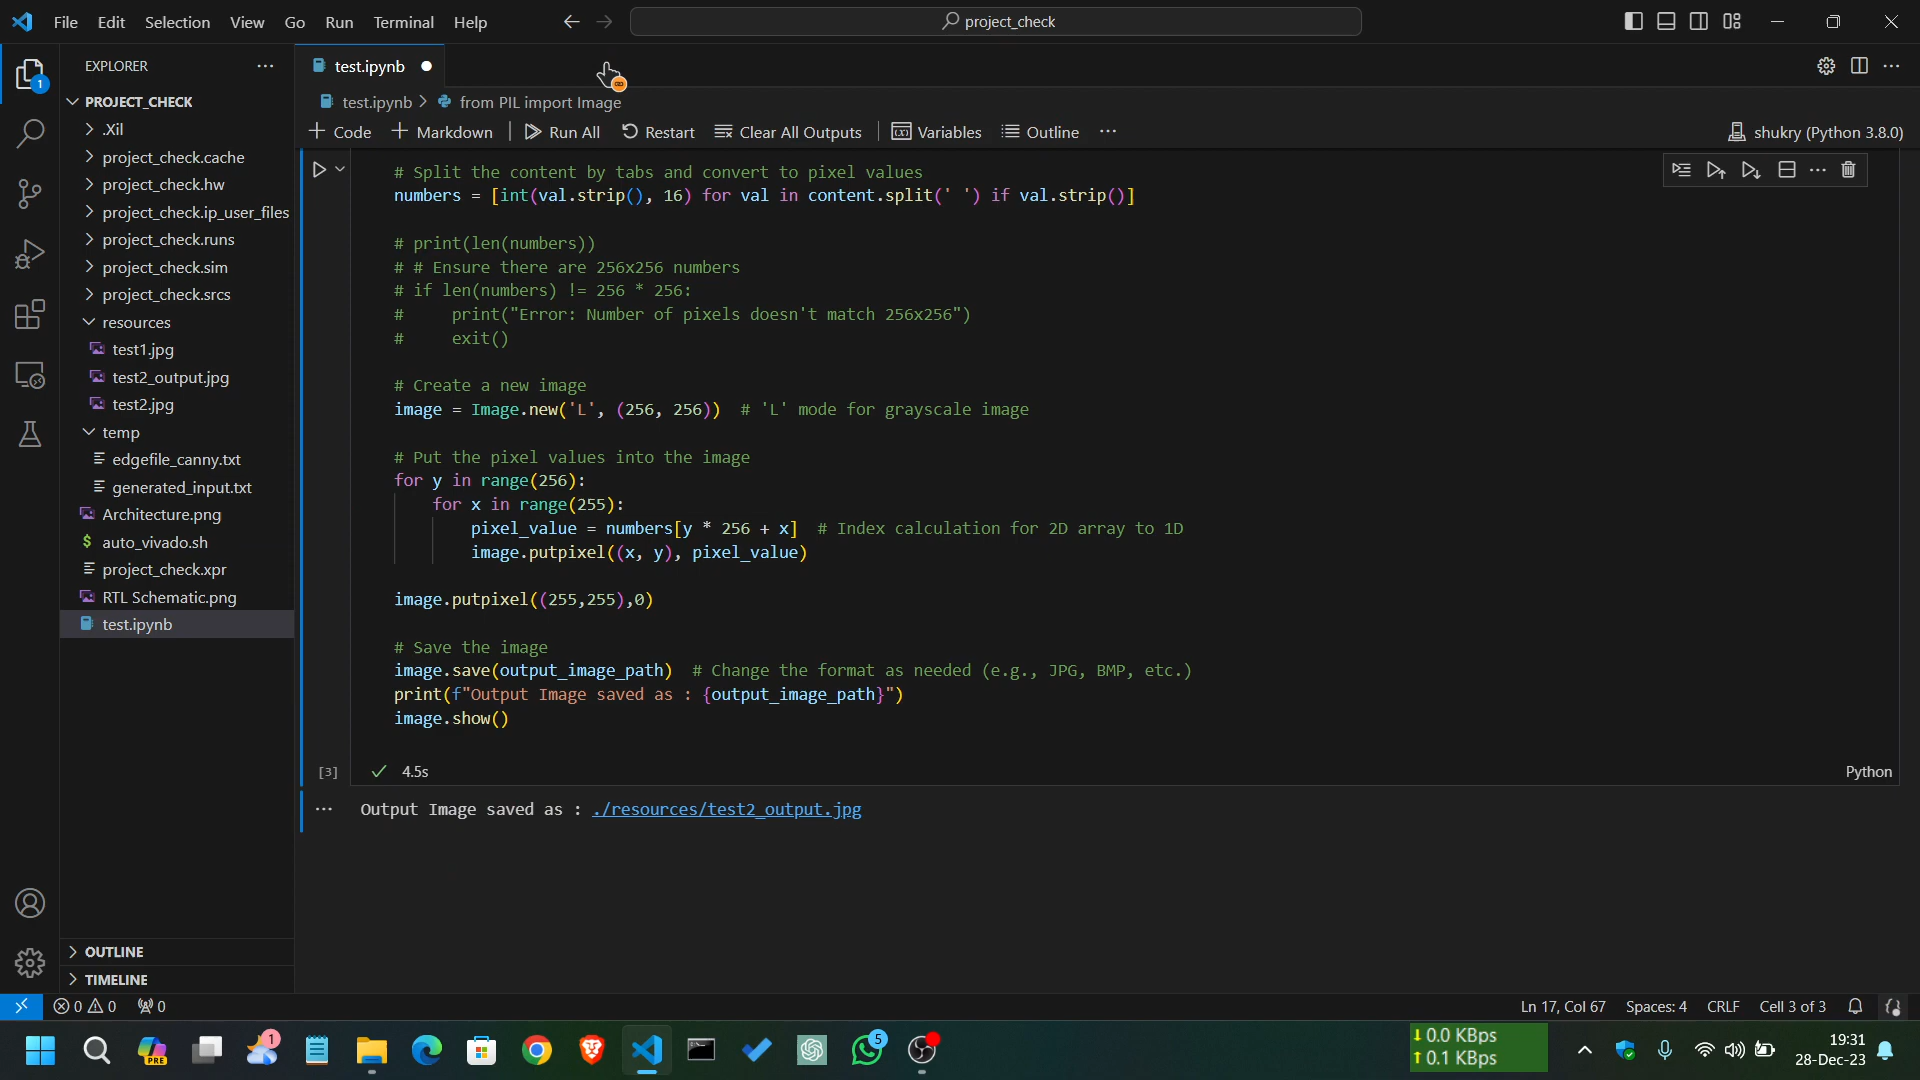 File Edit Selection View Go Run Terminal Help
project_check
EXPLORER
1
PROJECT_CHECK
.Xil
project_check.cache
project_check.hw
project_check.ip_user_files
project_check.runs
project_check.sim
project_check.srcs
resources
test1.jpg
test2_output.jpg
test2.jpg
temp
edgefile_canny.txt
generated_input.txt
Architecture.png
auto_vivado.sh
project_check.xpr
RTL Schematic.png
test.ipynb
OUTLINE
TIMELINE
test.ipynb
test.ipynb > from PIL import Image
+ Code + Markdown Run All Restart Clear All Outputs Variables Outline ...
shukry (Python 3.8.0)
# Split the content by tabs and convert to pixel values
numbers = [int(val.strip(), 16) for val in content.split(' ') if val.strip()]
# print(len(numbers))
# # Ensure there are 256x256 numbers
# if len(numbers) != 256 * 256:
#     print("Error: Number of pixels doesn't match 256x256")
#     exit()
# Create a new image
image = Image.new('L', (256, 256))  # 'L' mode for grayscale image
# Put the pixel values into the image
for y in range(256):
    for x in range(255):
        pixel_value = numbers[y * 256 + x]  # Index calculation for 2D array to 1D
        image.putpixel((x, y), pixel_value)
image.putpixel((255,255),0)
# Save the image
image.save(output_image_path)  # Change the format as needed (e.g., JPG, BMP, etc.)
print(f"Output Image saved as : {output_image_path}")
image.show()
[3] 4.5s
Python
Output Image saved as : ./resources/test2_output.jpg
0 0 0
Ln 17, Col 67 Spaces: 4 CRLF Cell 3 of 3
PRE
1
5
0.0 KBps
0.1 KBps
19:31
28-Dec-23